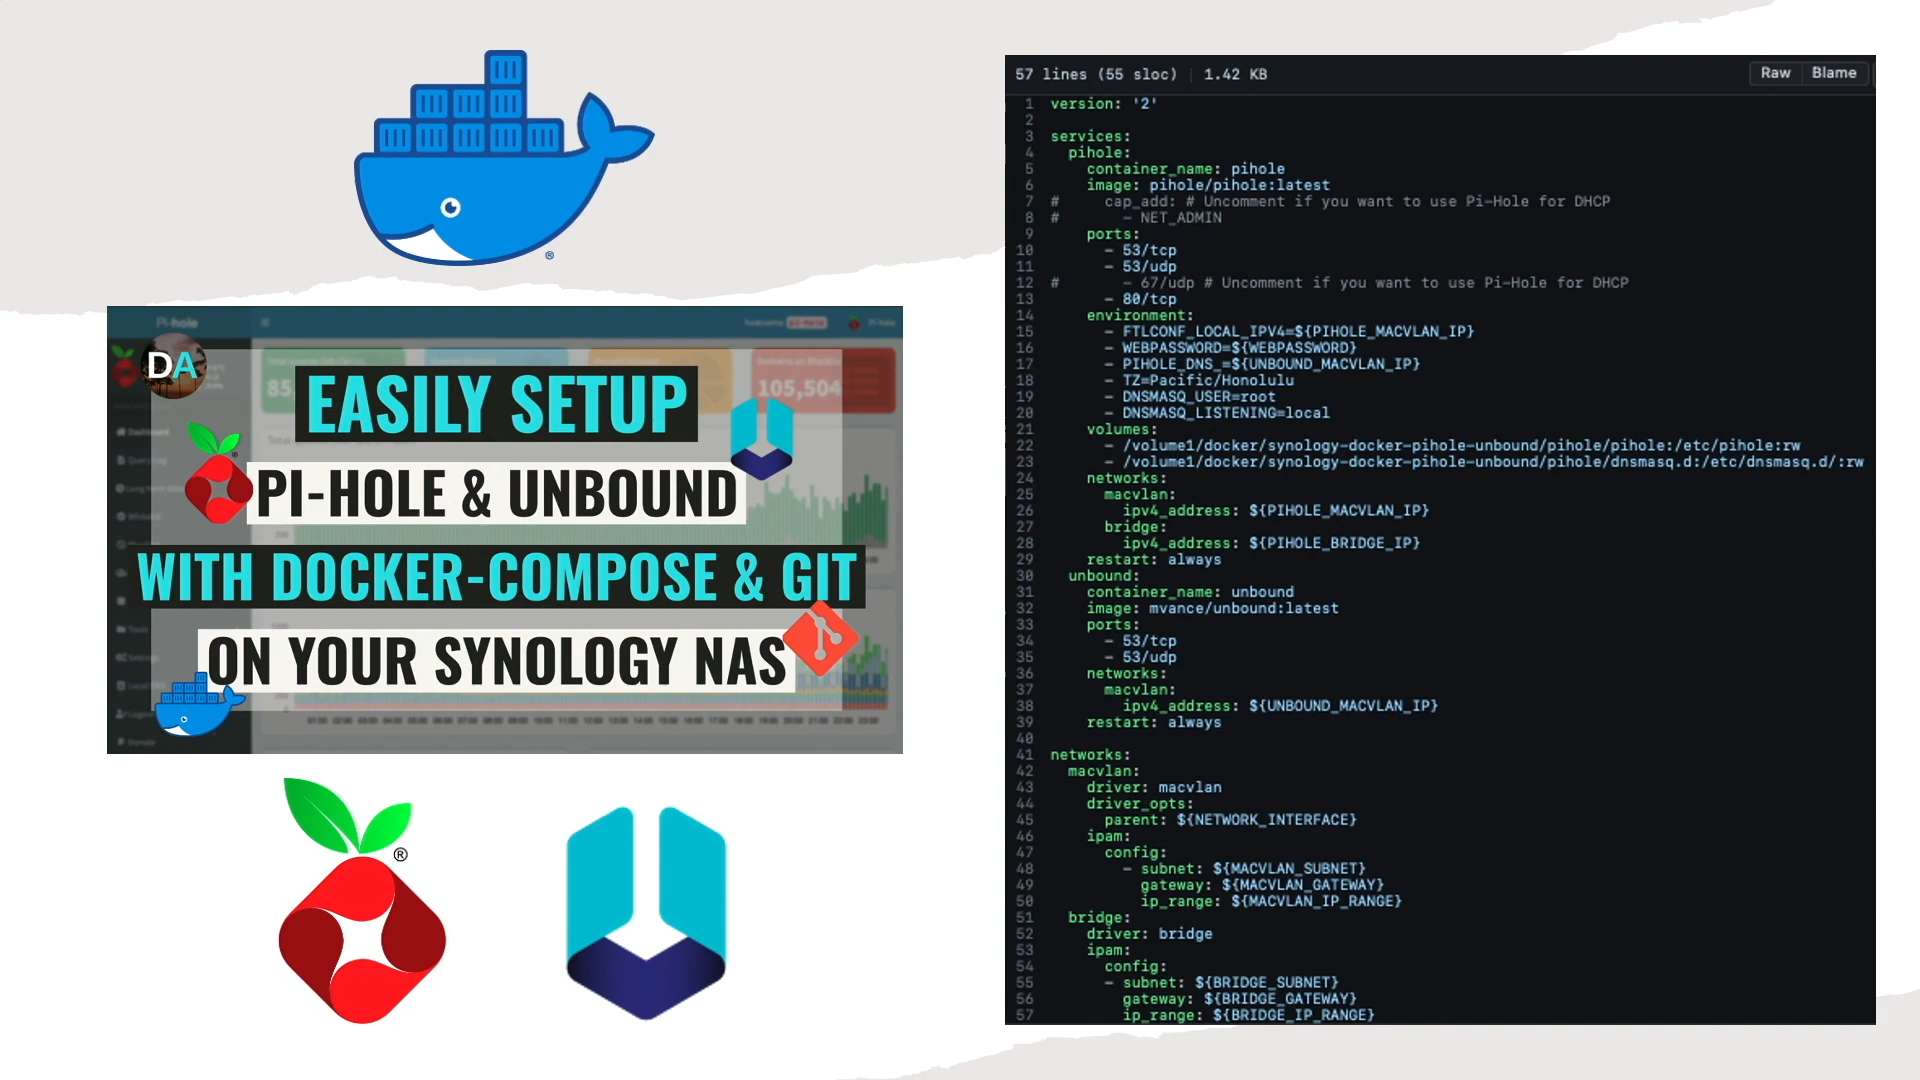 ®
Pi-hole
hostname pi-hole
Pi-hole
DA
85
105,504
EASILY SETUP
PI-HOLE & UNBOUND
WITH DOCKER-COMPOSE & GIT
ON YOUR SYNOLOGY NAS
®
57 lines (55 sloc) | 1.42 KB
Raw Blame
1 version: '2'
2
3 services:
4   pihole:
5     container_name: pihole
6     image: pihole/pihole:latest
7 #     cap_add: # Uncomment if you want to use Pi-Hole for DHCP
8 #       - NET_ADMIN
9     ports:
10       - 53/tcp
11       - 53/udp
12 #       - 67/udp # Uncomment if you want to use Pi-Hole for DHCP
13       - 80/tcp
14     environment:
15       - FTLCONF_LOCAL_IPV4=${PIHOLE_MACVLAN_IP}
16       - WEBPASSWORD=${WEBPASSWORD}
17       - PIHOLE_DNS_=${UNBOUND_MACVLAN_IP}
18       - TZ=Pacific/Honolulu
19       - DNSMASQ_USER=root
20       - DNSMASQ_LISTENING=local
21     volumes:
22       - /volume1/docker/synology-docker-pihole-unbound/pihole/pihole:/etc/pihole:rw
23       - /volume1/docker/synology-docker-pihole-unbound/pihole/dnsmasq.d:/etc/dnsmasq.d/:rw
24     networks:
25       macvlan:
26         ipv4_address: ${PIHOLE_MACVLAN_IP}
27       bridge:
28         ipv4_address: ${PIHOLE_BRIDGE_IP}
29     restart: always
30   unbound:
31     container_name: unbound
32     image: mvance/unbound:latest
33     ports:
34       - 53/tcp
35       - 53/udp
36     networks:
37       macvlan:
38         ipv4_address: ${UNBOUND_MACVLAN_IP}
39     restart: always
40
41 networks:
42   macvlan:
43     driver: macvlan
44     driver_opts:
45       parent: ${NETWORK_INTERFACE}
46     ipam:
47       config:
48         - subnet: ${MACVLAN_SUBNET}
49           gateway: ${MACVLAN_GATEWAY}
50           ip_range: ${MACVLAN_IP_RANGE}
51   bridge:
52     driver: bridge
53     ipam:
54       config:
55       - subnet: ${BRIDGE_SUBNET}
56         gateway: ${BRIDGE_GATEWAY}
57         ip_range: ${BRIDGE_IP_RANGE}